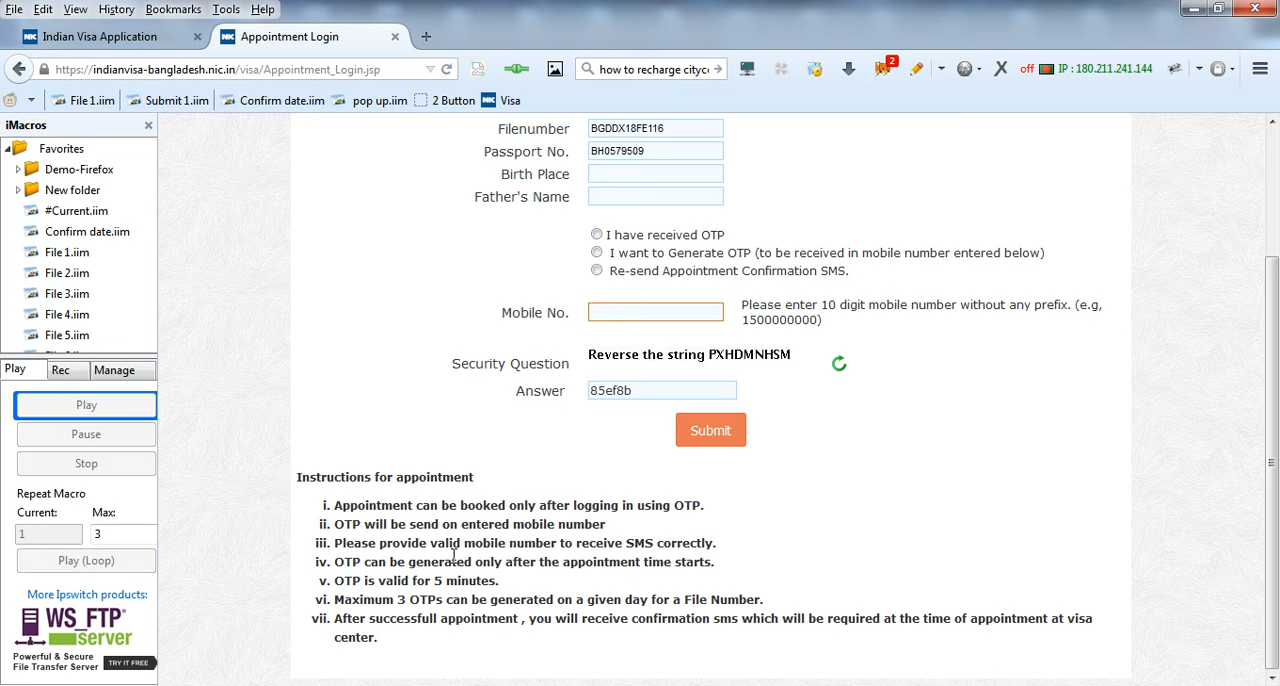 File Edit View History Bookmarks Tools Help
NK Indian Visa Application × NK Appointment Login × +
https://indianvisa-bangladesh.nic.in/visa/Appointment_Login.jsp how to recharge cityc 2 off IP : 180.211.241.144
File 1.iim Submit 1.iim Confirm date.iim pop up.iim 2 Button NK Visa
iMacros
Favorites
Demo-Firefox
New folder
#Current.iim
Confirm date.iim
File 1.iim
File 2.iim
File 3.iim
File 4.iim
File 5.iim
Play Rec Manage
Play
Pause
Stop
Repeat Macro
Current: Max:
1 3
Play (Loop)
More Ipswitch products:
WS_FTP
server
Powerful & Secure
File Transfer Server TRY IT FREE
Filenumber BGDDX18FE116
Passport No. BH0579509
Birth Place
Father's Name
I have received OTP
I want to Generate OTP (to be received in mobile number entered below)
Re-send Appointment Confirmation SMS.
Mobile No. Please enter 10 digit mobile number without any prefix. (e.g,
1500000000)
Security Question Reverse the string PXHDMNHSM
Answer 85ef8b
Submit
Instructions for appointment
i. Appointment can be booked only after logging in using OTP.
ii. OTP will be send on entered mobile number
iii. Please provide valid mobile number to receive SMS correctly.
iv. OTP can be generated only after the appointment time starts.
v. OTP is valid for 5 minutes.
vi. Maximum 3 OTPs can be generated on a given day for a File Number.
vii. After successfull appointment , you will receive confirmation sms which will be required at the time of appointment at visa
center.